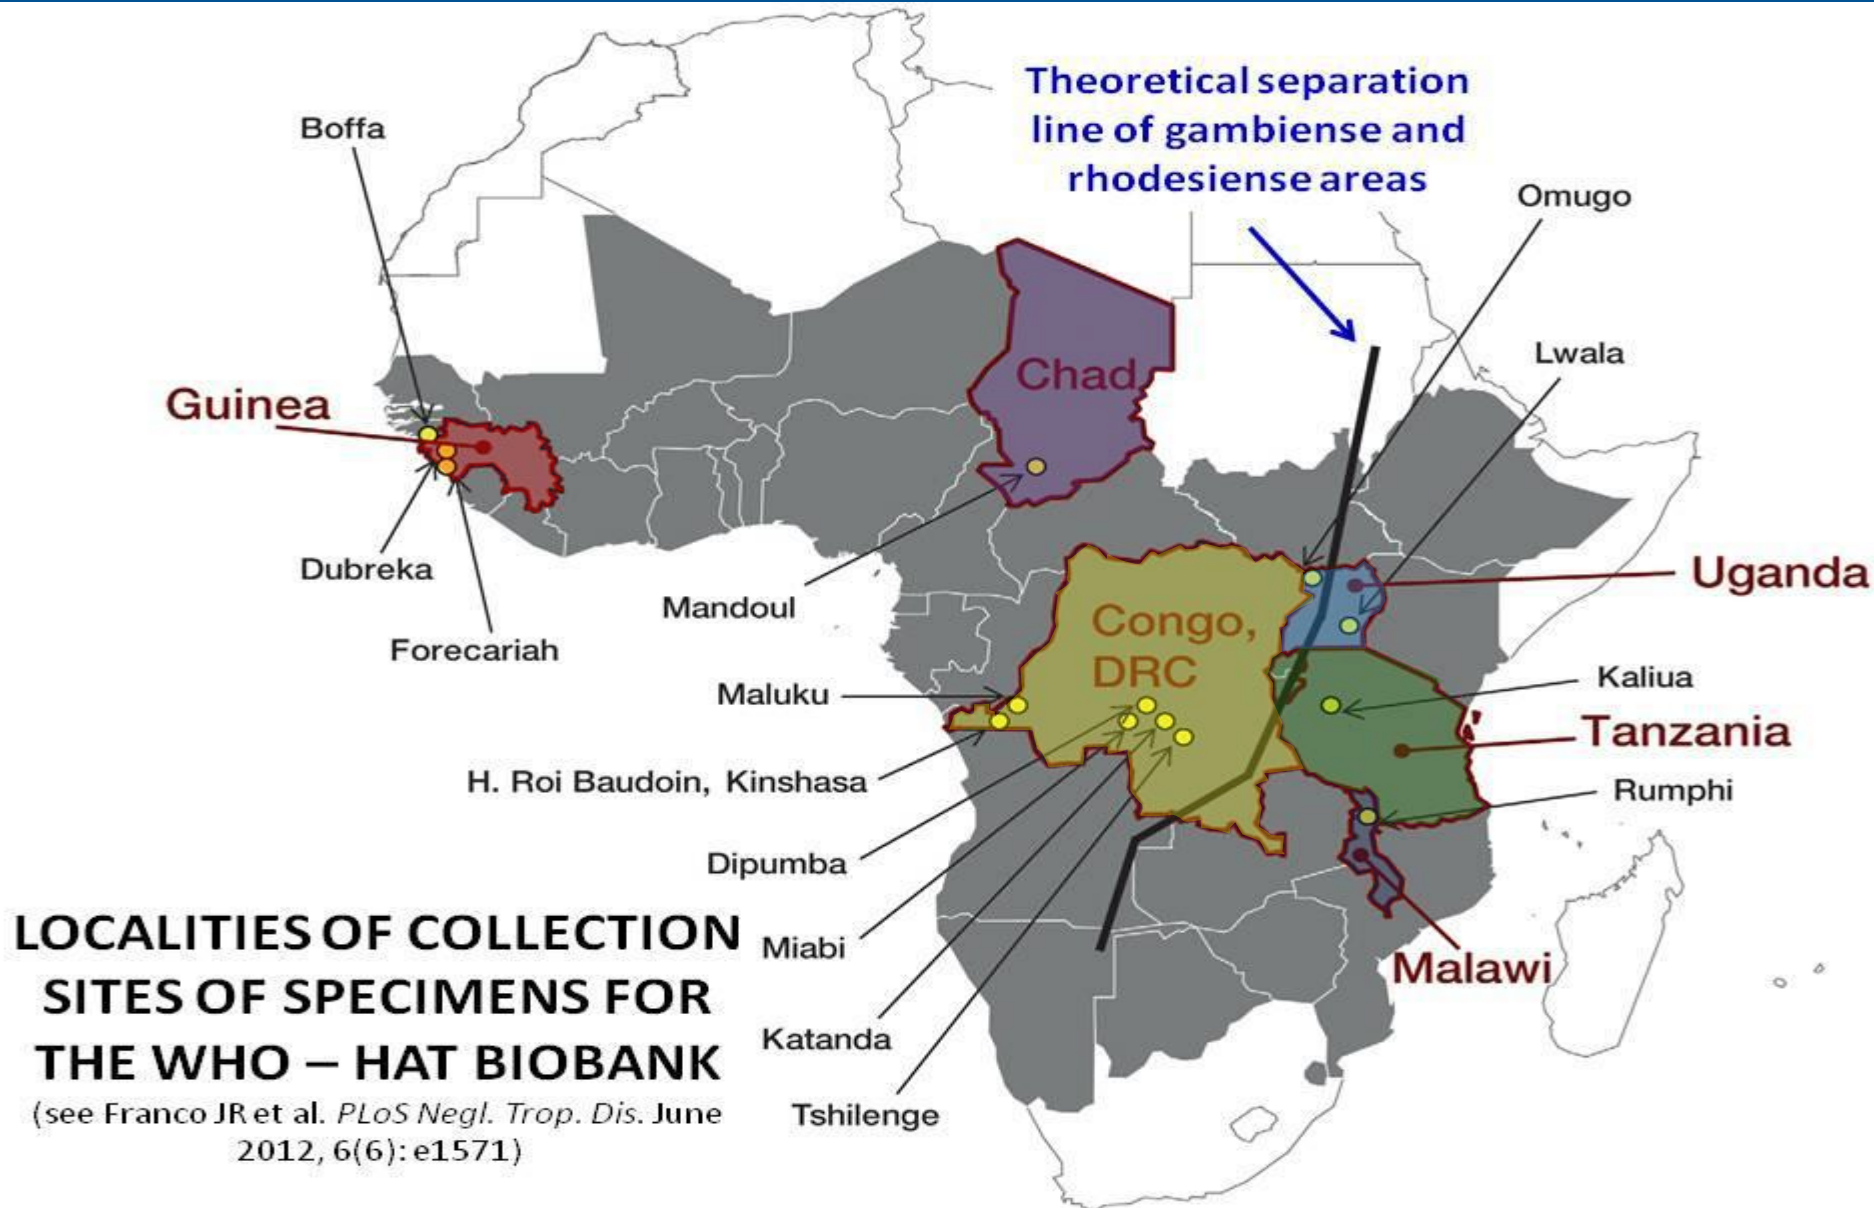 Theoretical separation
line of gambiense and
rhodesiense areas
Boffa
Omugo
Lwala
Chad
Guinea
Dubreka
Uganda
Mandoul
Congo,
DRC
Forecariah
Kaliua
Maluku
Tanzania
H. Roi Baudoin, Kinshasa
Rumphi
Dipumba
Miabi
Malawi
Katanda
Tshilenge
LOCALITIES OF COLLECTION
SITES OF SPECIMENS FOR
THE WHO – HAT BIOBANK
(see Franco JR et al. PLoS Negl. Trop. Dis. June
2012, 6(6): e1571)